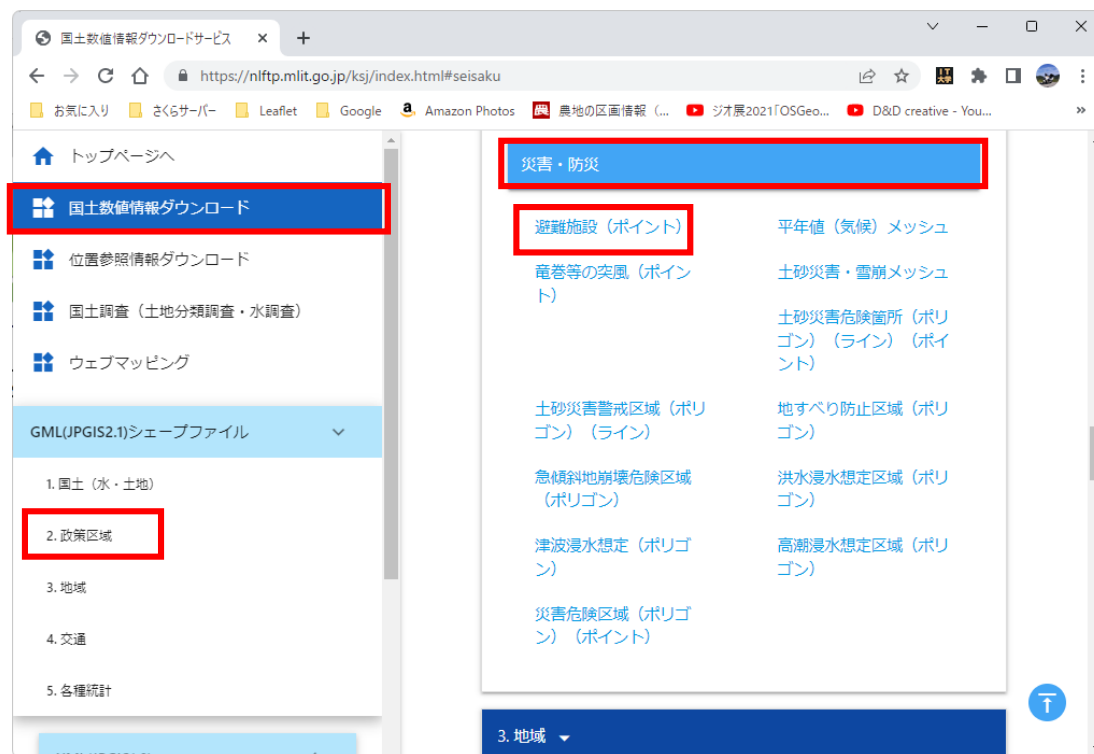 国土数値情報ダウンロードサービス
https://nlftp.mlit.go.jp/ksj/index.html#seisaku
IT
大学
お気に入り
さくらサーバー
Leaflet
Google
Amazon Photos
農地の区画情報（...
ジオ展2021「OSGeo...
D&D creative - You...
»
トップページへ
国土数値情報ダウンロード
位置参照情報ダウンロード
国土調査（土地分類調査・水調査）
ウェブマッピング
GML(JPGIS2.1)シェープファイル
1. 国土（水・土地）
2. 政策区域
3. 地域
4. 交通
5. 各種統計
災害・防災
避難施設（ポイント）
竜巻等の突風（ポイン
ト）
土砂災害警戒区域（ポリ
ゴン）（ライン）
急傾斜地崩壊危険区域
（ポリゴン）
津波浸水想定（ポリゴ
ン）
災害危険区域（ポリゴ
ン）（ポイント）
平年値（気候）メッシュ
土砂災害・雪崩メッシュ
土砂災害危険箇所（ポリ
ゴン）（ライン）（ポイ
ント）
地すべり防止区域（ポリ
ゴン）
洪水浸水想定区域（ポリ
ゴン）
高潮浸水想定区域（ポリ
ゴン）
3. 地域